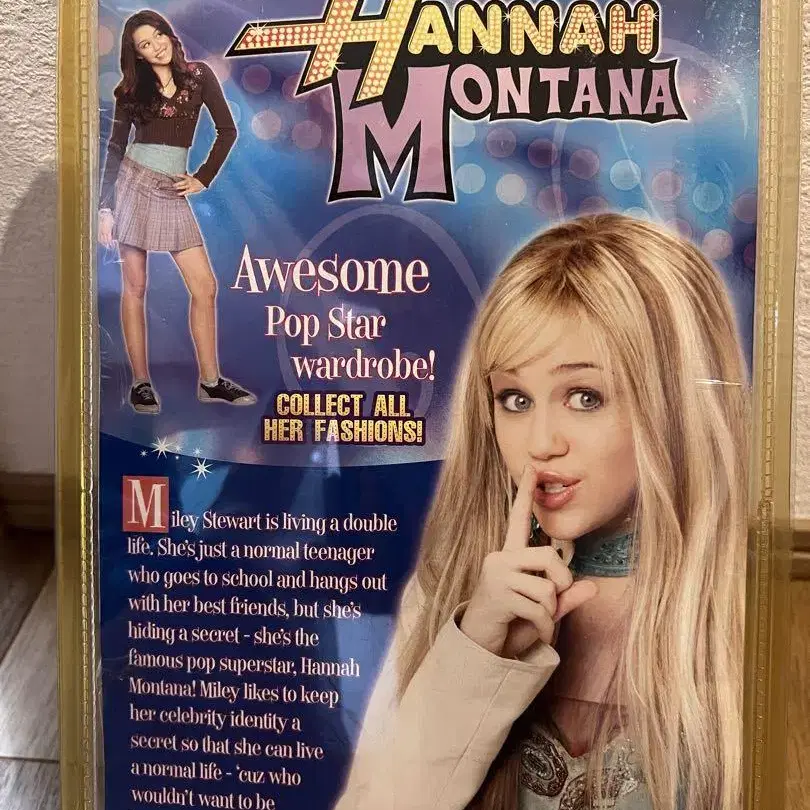 HANNAH
MONTANA
Awesome
Pop Star
wardrobe!
COLLECT ALL
HER FASHIONS!
Miley Stewart is living a double
life. She's just a normal teenager
who goes to school and hangs out
with her best friends, but she's
hiding a secret - she's the
famous pop superstar, Hannah
Montana! Miley likes to keep
her celebrity identity a
secret so that she can live
a normal life - 'cuz who
wouldn't want to be